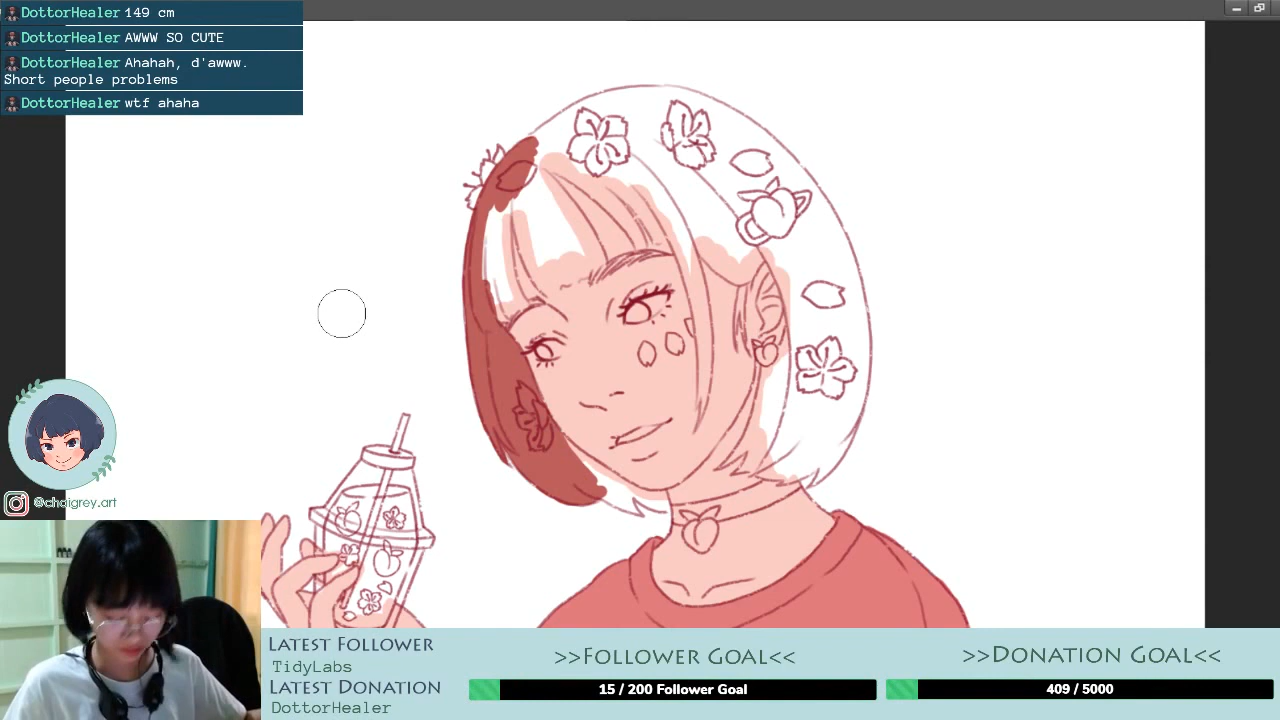 DottorHealer 149 cm
DottorHealer AWWW SO CUTE
DottorHealer Ahahah, d'awww.
Short people problems
DottorHealer wtf ahaha
@chaigrey.art
LATEST FOLLOWER
TidyLabs
LATEST DONATION
DottorHealer
>>FOLLOWER GOAL<<
15 / 200 Follower Goal
>>DONATION GOAL<<
409 / 5000